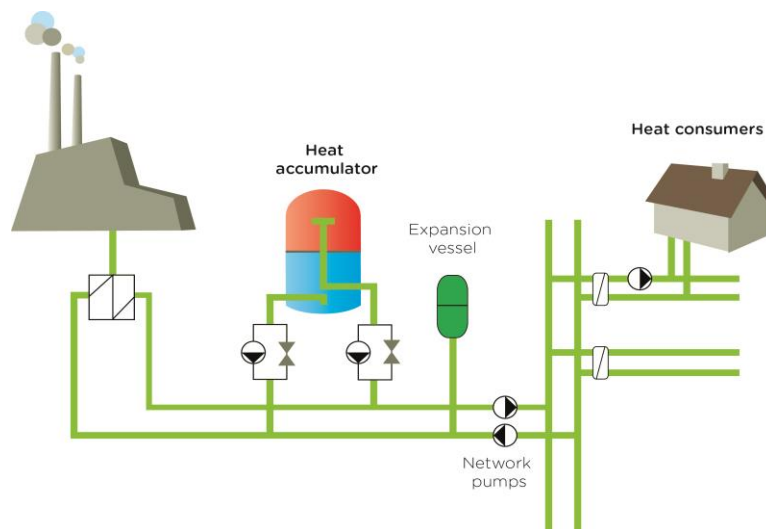 Heat consumers
Heat
accumulator
Expansion
vessel
Network
pumps